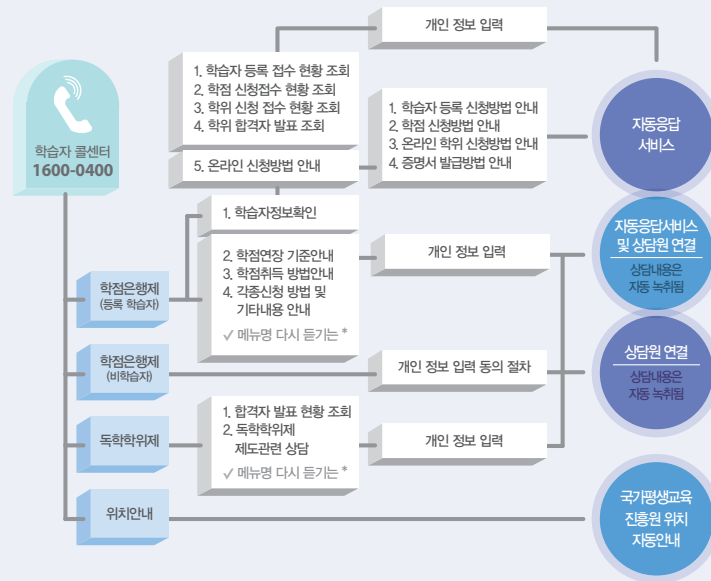 개인 정보 입력
1. 학습자 등록 접수 현황 조회
2. 학점 신청접수 현황 조회
3. 학위 신청 접수 현황 조회
4. 학위 합격자 발표 조회
5. 온라인 신청방법 안내
1. 학습자 등록 신청방법 안내
2. 학점 신청방법 안내
3. 온라인 학위 신청방법 안내
4. 증명서 발급방법 안내
자동응답
서비스
학습자 콜센터
1600-0400
1. 학습자정보확인
2. 학점연장 기준안내
3. 학점취득 방법안내
4. 각종신청 방법 및
기타내용 안내
✓ 메뉴명 다시 듣기는 *
개인 정보 입력
자동응답서비스
및 상담원 연결
상담내용은
자동 녹취됨
학점은행제
(등록 학습자)
학점은행제
(비학습자)
개인 정보 입력 동의 절차
상담원 연결
상담내용은
자동 녹취됨
독학학위제
1. 합격자 발표 현황 조회
2. 독학학위제
제도관련 상담
✓ 메뉴명 다시 듣기는 *
개인 정보 입력
위치안내
국가평생교육
진흥원 위치
자동안내